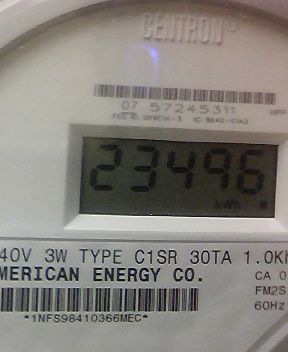 CENTRON®
07 57245311
23496
kWh
40V 3W TYPE C1SR 30TA 1.0Kh
MERICAN ENERGY CO.
CA 0
FM2S
60Hz
*1NFS98410366MEC*